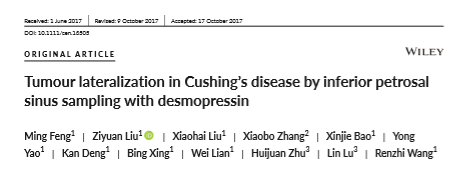 Received: 1 June 2017 | Revised: 9 October 2017 | Accepted: 17 October 2017
DOI: 10.1111/cen.16505
ORIGINAL ARTICLE
WILEY
Tumour lateralization in Cushing's disease by inferior petrosal
sinus sampling with desmopressin
Ming Feng1 | Ziyuan Liu1 iD | Xiaohai Liu1 | Xiaobo Zhang2 | Xinjie Bao1 | Yong
Yao1 | Kan Deng1 | Bing Xing1 | Wei Lian1 | Huijuan Zhu3 | Lin Lu3 | Renzhi Wang1